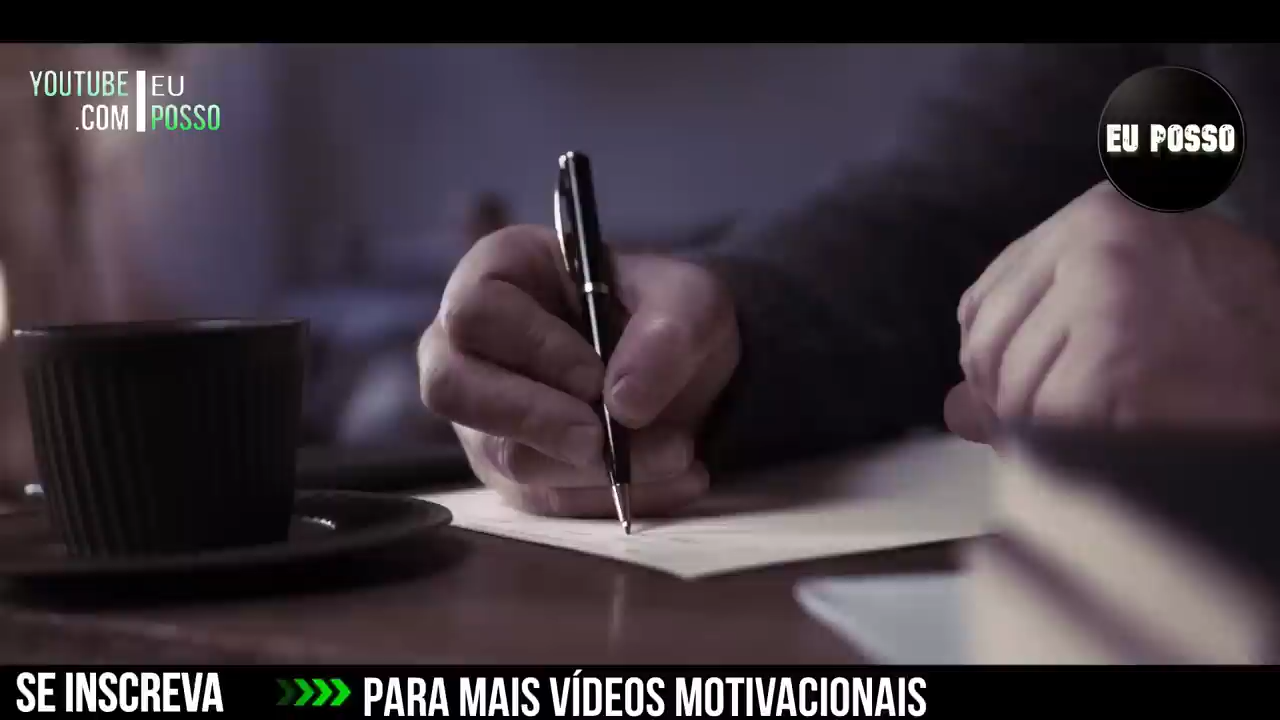 YOUTUBE
.COM
EU
POSSO
EU POSSO
SE INSCREVA
PARA MAIS VÍDEOS MOTIVACIONAIS